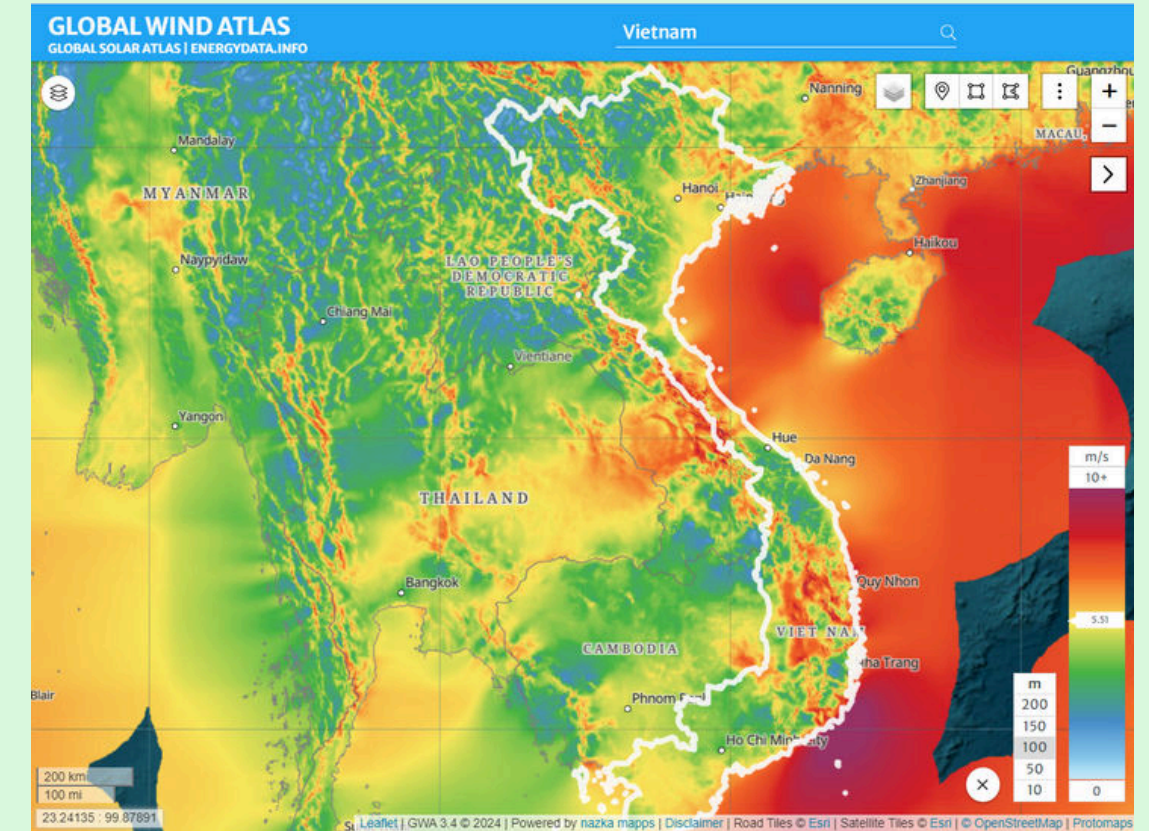 GLOBAL WIND ATLAS
GLOBAL SOLAR ATLAS | ENERGYDATA.INFO
Vietnam
Guangzhou
Nanning
MACAU,
Mandalay
MYANMAR
Zhanjiang
Hanoi
Haikou
Naypyidaw
LAO PEOPLE'S
DEMOCRATIC
REPUBLIC
Chiang Mai
Vientiane
Yangon
Hue
Da Nang
THAILAND
Bangkok
Quy Nhon
VIET NA
CAMBODIA
ha Trang
Blair
Phnom
Ho Chi Minh City
m/s
10+
5.51
0
m
200
150
100
50
10
200 km
100 mi
23.24135 : 99.87891
Leaflet | GWA 3.4 © 2024 | Powered by nazka mapps | Disclaimer | Road Tiles © Esri | Satellite Tiles © Esri | © OpenStreetMap | Protomaps